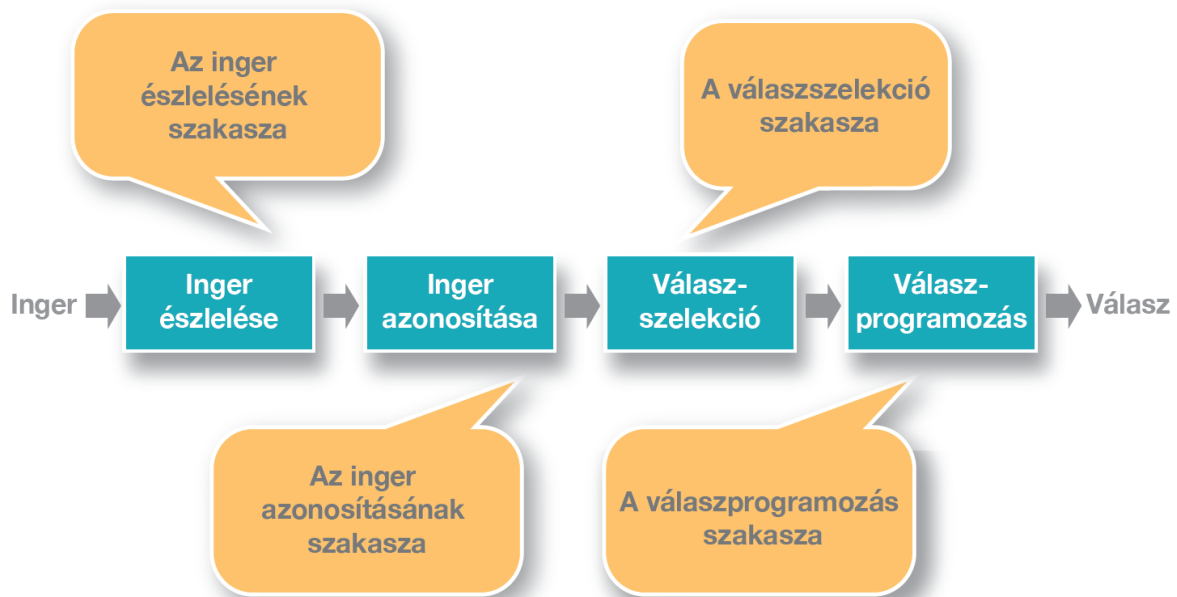 Az inger
észlelésének
szakasza
A válaszszelekció
szakasza
Inger
Inger
észlelése
Inger
azonosítása
Válasz-
szelekció
Válasz-
programozás
Válasz
Az inger
azonosításának
szakasza
A válaszprogramozás
szakasza